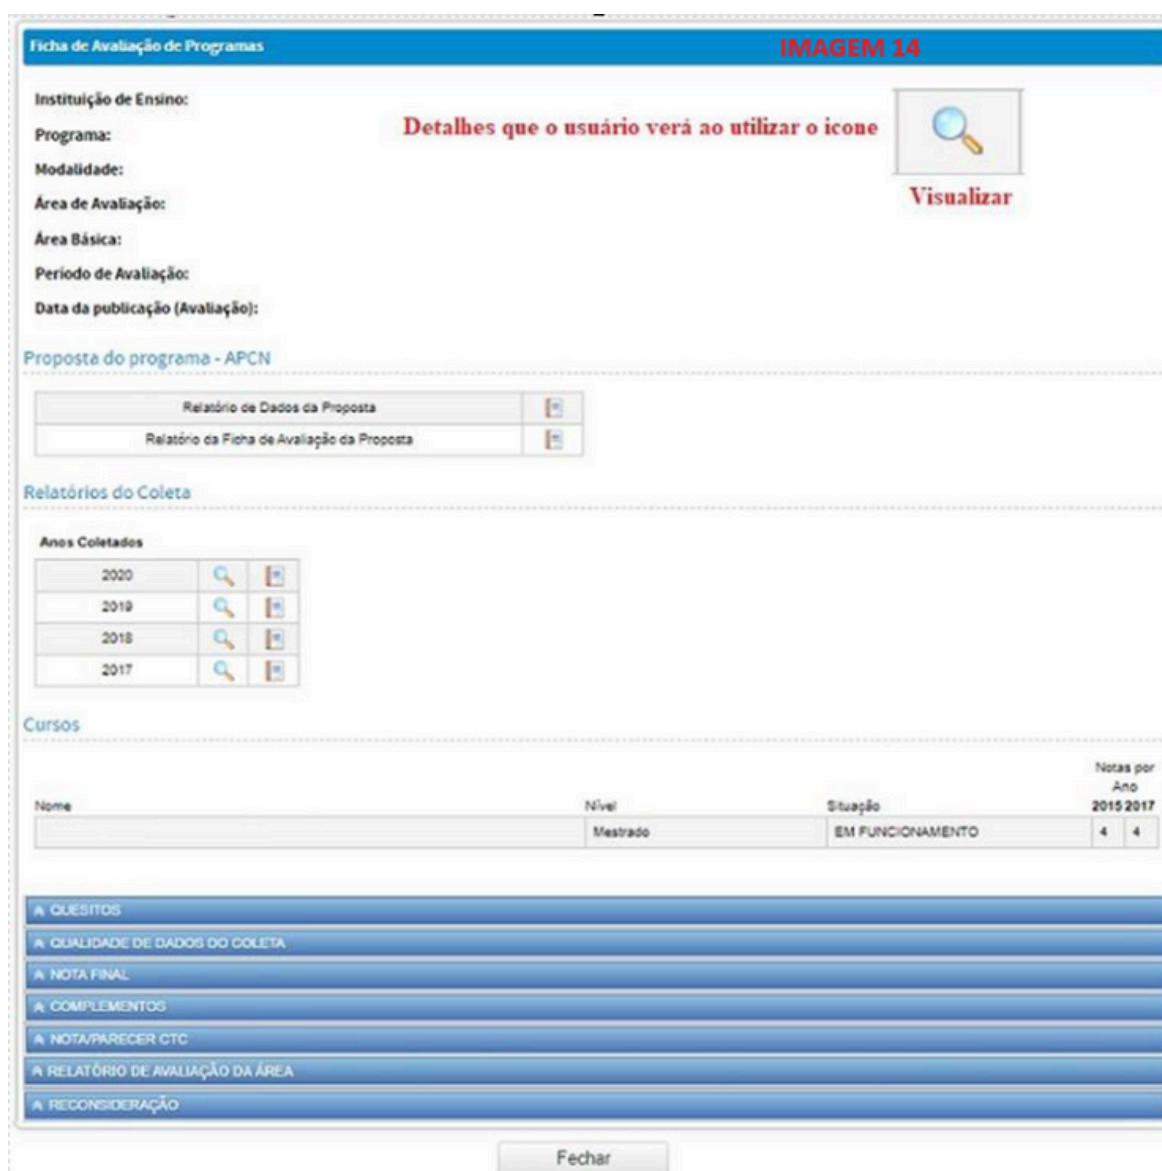 Ficha de Avaliação de Programas
IMAGEM 14
Instituição de Ensino:
Programa:
Detalhes que o usuário verá ao utilizar o icone
Modalidade:
Visualizar
Área de Avaliação:
Área Básica:
Período de Avaliação:
Data da publicação (Avaliação):
Proposta do programa - APCN
Relatório de Dados da Proposta
Relatório da Ficha de Avaliação da Proposta
Relatórios do Coleta
Anos Coletados
2020
2019
2018
2017
Cursos
Notas por
Ano
Nome Nível Situação 2015 2017
Mestrado EM FUNCIONAMENTO 4 4
QUESITOS
QUALIDADE DE DADOS DO COLETA
NOTA FINAL
COMPLEMENTOS
NOTA/PARECER CTC
RELATÓRIO DE AVALIAÇÃO DA ÁREA
RECONSIDERAÇÃO
Fechar